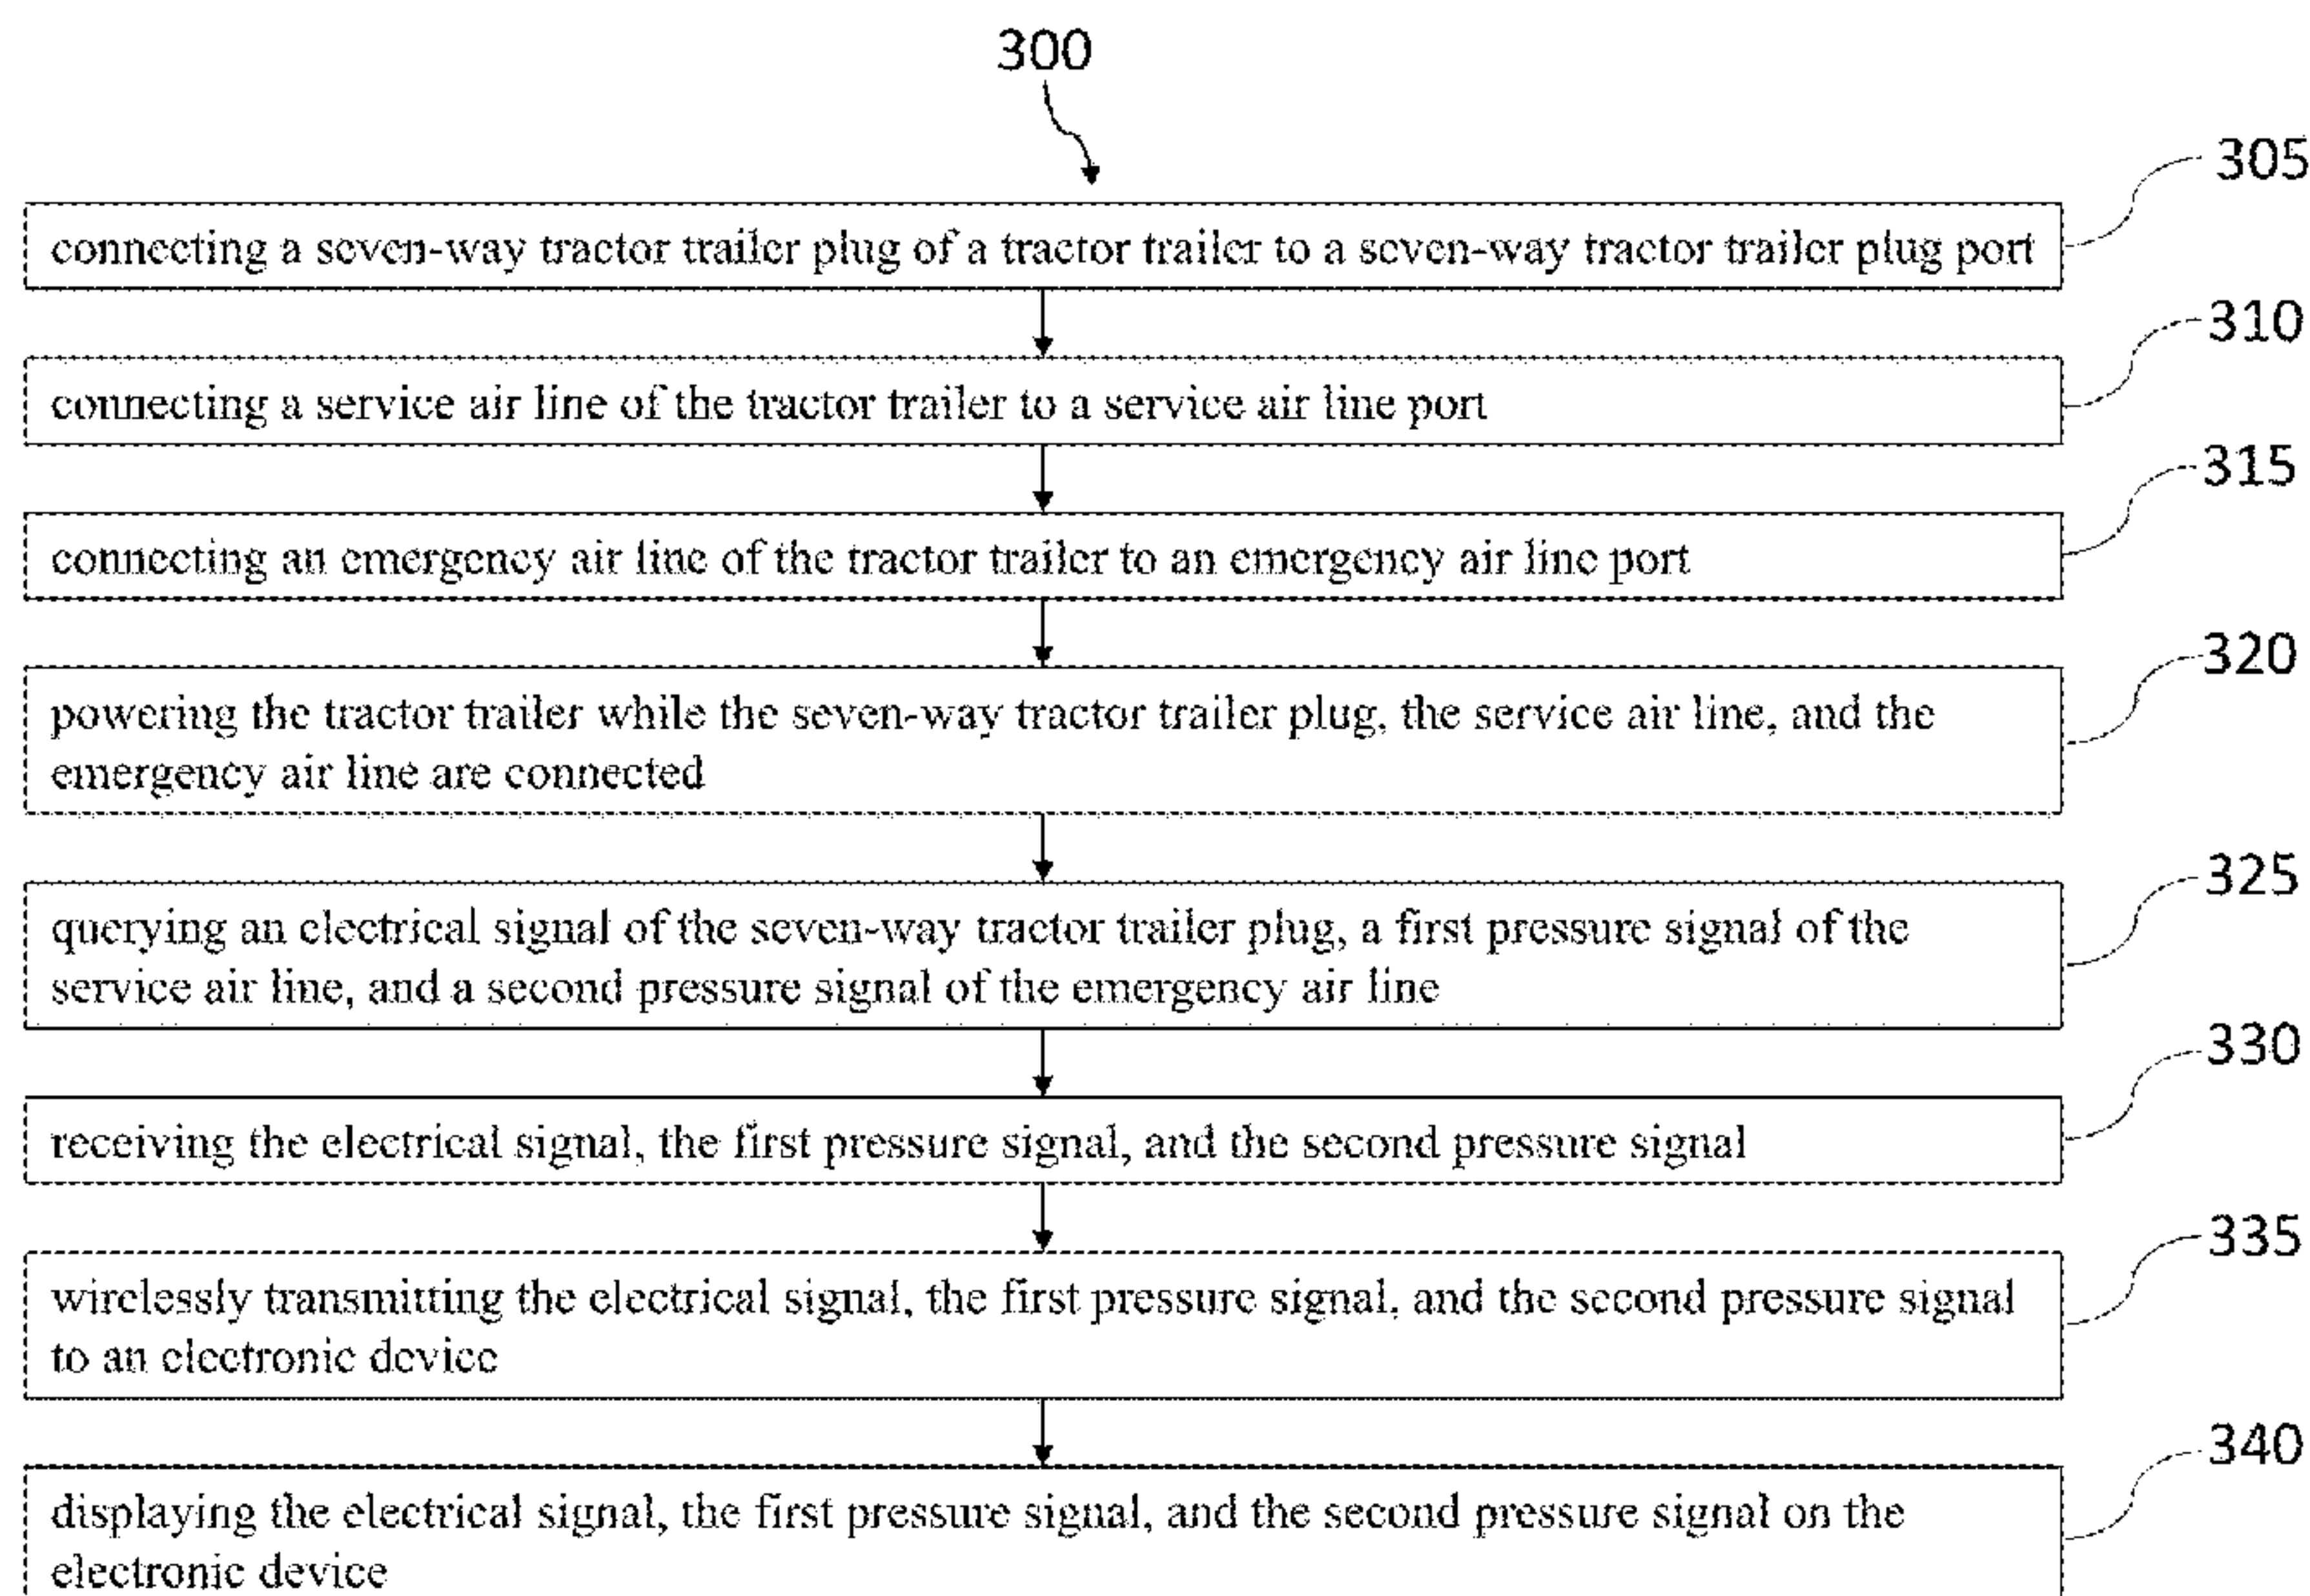 300
305
connecting a seven-way tractor trailer plug of a tractor trailer to a seven-way tractor trailer plug port
310
connecting a service air line of the tractor trailer to a service air line port
315
connecting an emergency air line of the tractor trailer to an emergency air line port
320
powering the tractor trailer while the seven-way tractor trailer plug, the service air line, and the
emergency air line are connected
325
querying an electrical signal of the seven-way tractor trailer plug, a first pressure signal of the
service air line, and a second pressure signal of the emergency air line
330
receiving the electrical signal, the first pressure signal, and the second pressure signal
335
wirelessly transmitting the electrical signal, the first pressure signal, and the second pressure signal
to an electronic device
340
displaying the electrical signal, the first pressure signal, and the second pressure signal on the
electronic device